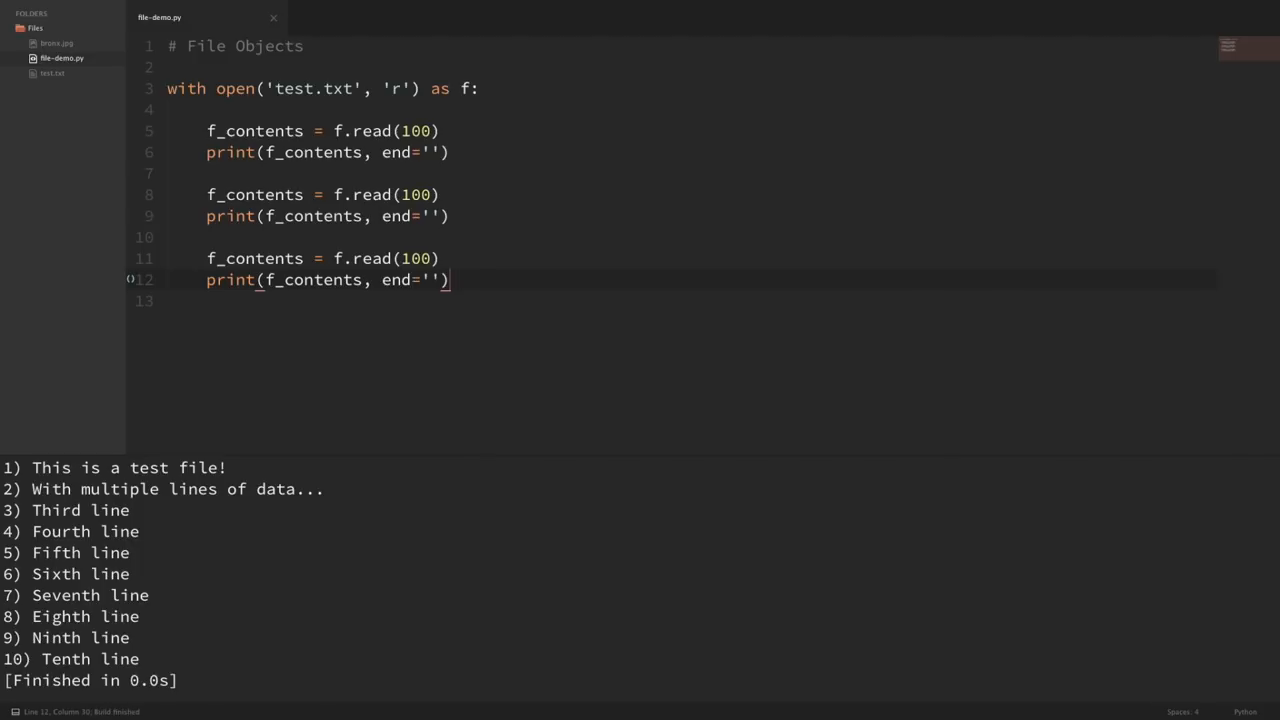 FOLDERS
Files
bronx.jpg
file-demo.py
test.txt
file-demo.py
1 # File Objects
2
3 with open('test.txt', 'r') as f:
4
5     f_contents = f.read(100)
6     print(f_contents, end='')
7
8     f_contents = f.read(100)
9     print(f_contents, end='')
10
11     f_contents = f.read(100)
12     print(f_contents, end='')
13
1) This is a test file!
2) With multiple lines of data...
3) Third line
4) Fourth line
5) Fifth line
6) Sixth line
7) Seventh line
8) Eighth line
9) Ninth line
10) Tenth line
[Finished in 0.0s]
Line 12, Column 30; Build finished
Spaces: 4
Python